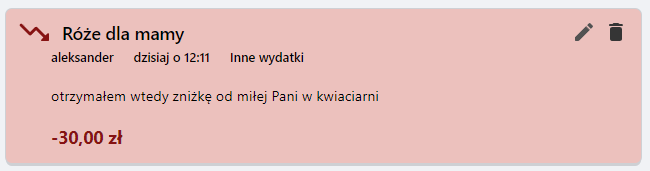 Róże dla mamy
aleksander dzisiaj o 12:11 Inne wydatki
otrzymałem wtedy zniżkę od miłej Pani w kwiaciarni
-30,00 zł